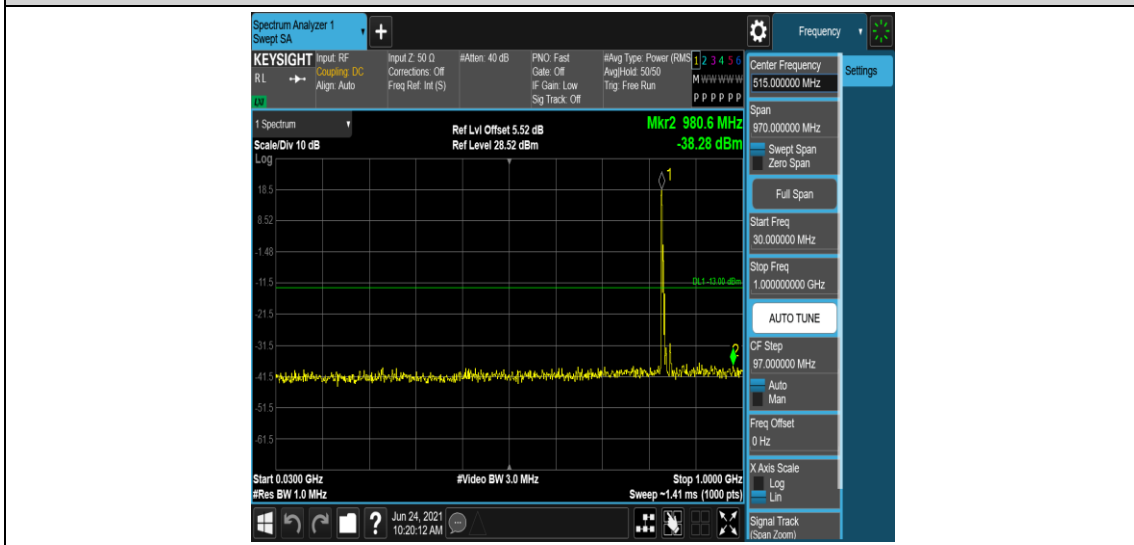 Spectrum Analyzer 1
Swept SA
+
Frequency
KEYSIGHT
RL
Input: RF
Coupling: DC
Align: Auto
Input Z: 50 Ω
Corrections: Off
Freq Ref: Int (S)
#Atten: 40 dB
PNO: Fast
Gate: Off
IF Gain: Low
Sig Track: Off
#Avg Type: Power (RMS
Avg|Hold: 50/50
Trig: Free Run
1 2 3 4 5 6
M W W W W W
P P P P P P
1 Spectrum
Scale/Div 10 dB
Log
Ref Lvl Offset 5.52 dB
Ref Level 28.52 dBm
Mkr2 980.6 MHz
-38.28 dBm
1
18.5
8.52
-1.48
-11.5
DL1 -13.00 dBm
-21.5
-31.5
2
-41.5
-51.5
-61.5
Start 0.0300 GHz
#Res BW 1.0 MHz
#Video BW 3.0 MHz
Stop 1.0000 GHz
Sweep ~1.41 ms (1000 pts)
Jun 24, 2021
10:20:12 AM
?
Center Frequency
515.000000 MHz
Settings
Span
970.000000 MHz
Swept Span
Zero Span
Full Span
Start Freq
30.000000 MHz
Stop Freq
1.000000000 GHz
AUTO TUNE
CF Step
97.000000 MHz
Auto
Man
Freq Offset
0 Hz
X Axis Scale
Log
Lin
Signal Track
(Span Zoom)